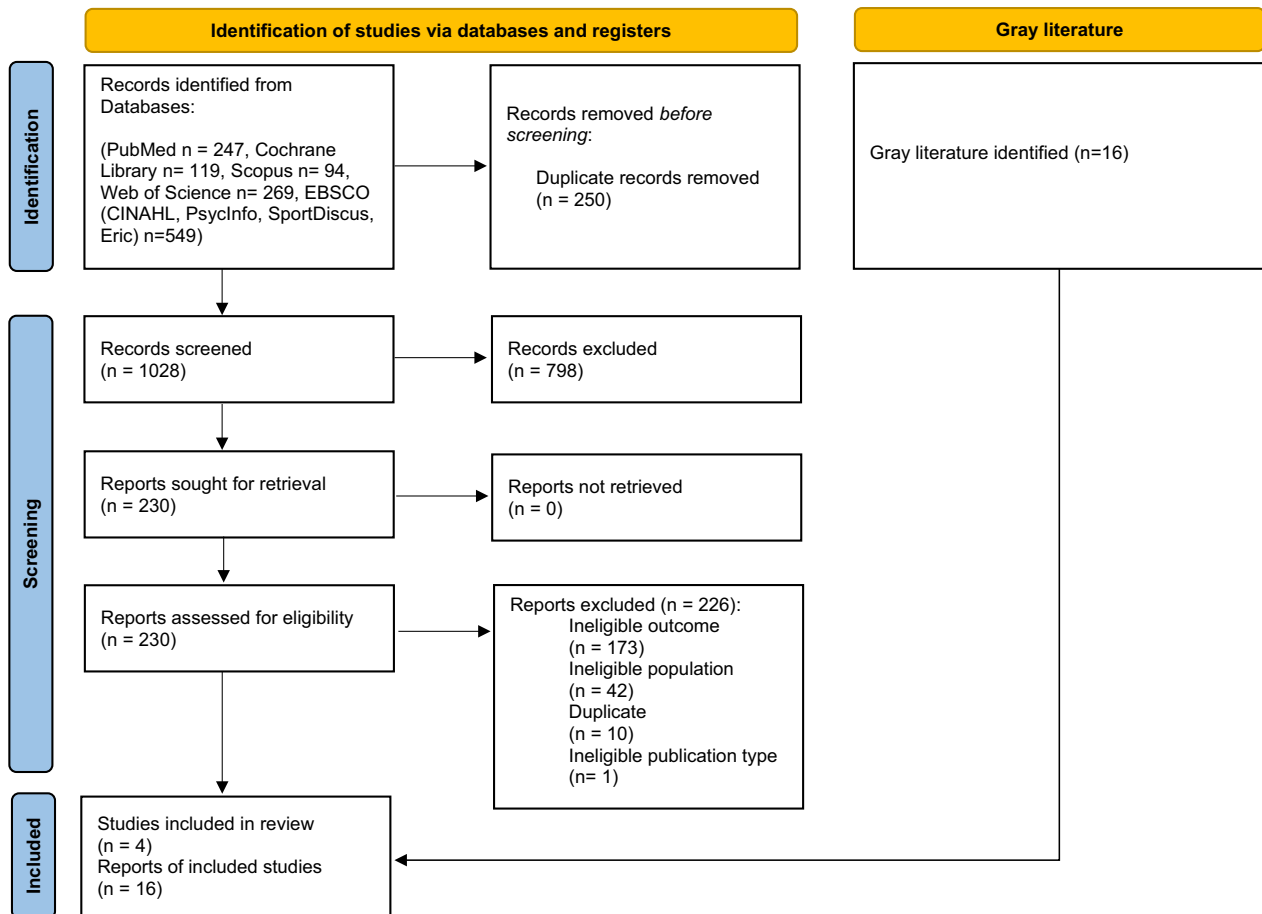 Identification of studies via databases and registers
Gray literature
Identification
Records identified from
Databases:
(PubMed n = 247, Cochrane
Library n= 119, Scopus n= 94,
Web of Science n= 269, EBSCO
(CINAHL, PsycInfo, SportDiscus,
Eric) n=549)
Records removed before
screening:
Duplicate records removed
(n = 250)
Gray literature identified (n=16)
Screening
Records screened
(n = 1028)
Records excluded
(n = 798)
Reports sought for retrieval
(n = 230)
Reports not retrieved
(n = 0)
Reports assessed for eligibility
(n = 230)
Reports excluded (n = 226):
Ineligible outcome
(n = 173)
Ineligible population
(n = 42)
Duplicate
(n = 10)
Ineligible publication type
(n= 1)
Included
Studies included in review
(n = 4)
Reports of included studies
(n = 16)